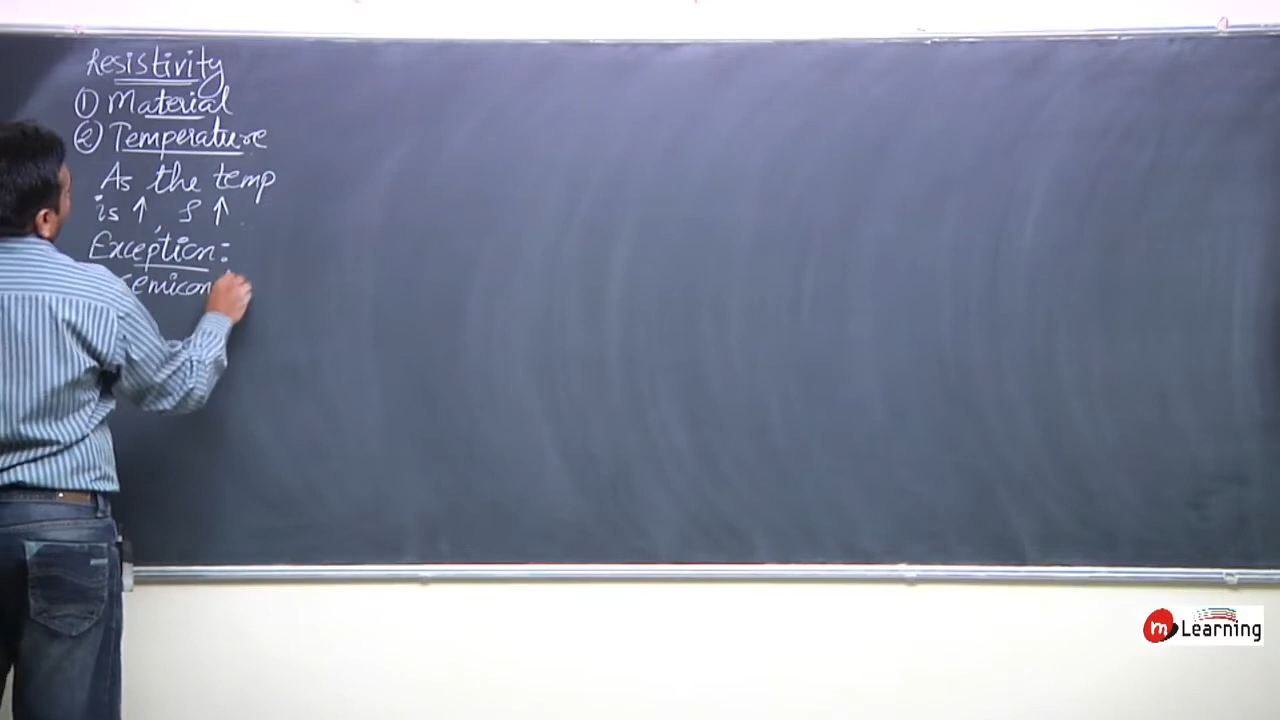 Resistivity
① Material
② Temperature
As the temp
is ↑, ρ ↑.
Exception:
semicon
m Learning